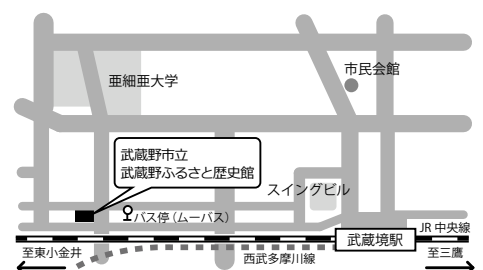 市民会館
亜細亜大学
武蔵野市立
武蔵野ふるさと歴史館
スイングビル
バス停（ムーバス）
JR 中央線
武蔵境駅
至東小金井
西武多摩川線
至三鷹